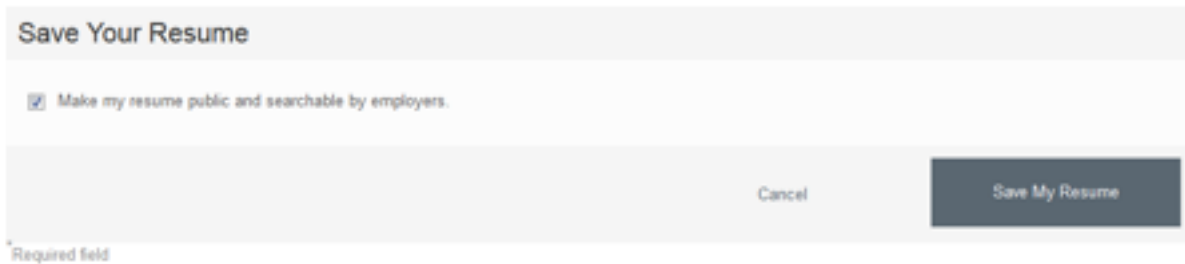 Save Your Resume
Make my resume public and searchable by employers.
Cancel
Save My Resume
*Required field